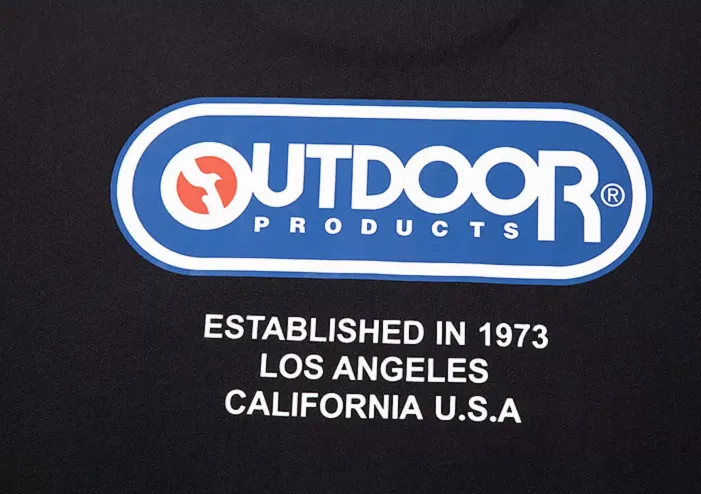 OUTDOOR®
PRODUCTS
ESTABLISHED IN 1973
LOS ANGELES
CALIFORNIA U.S.A